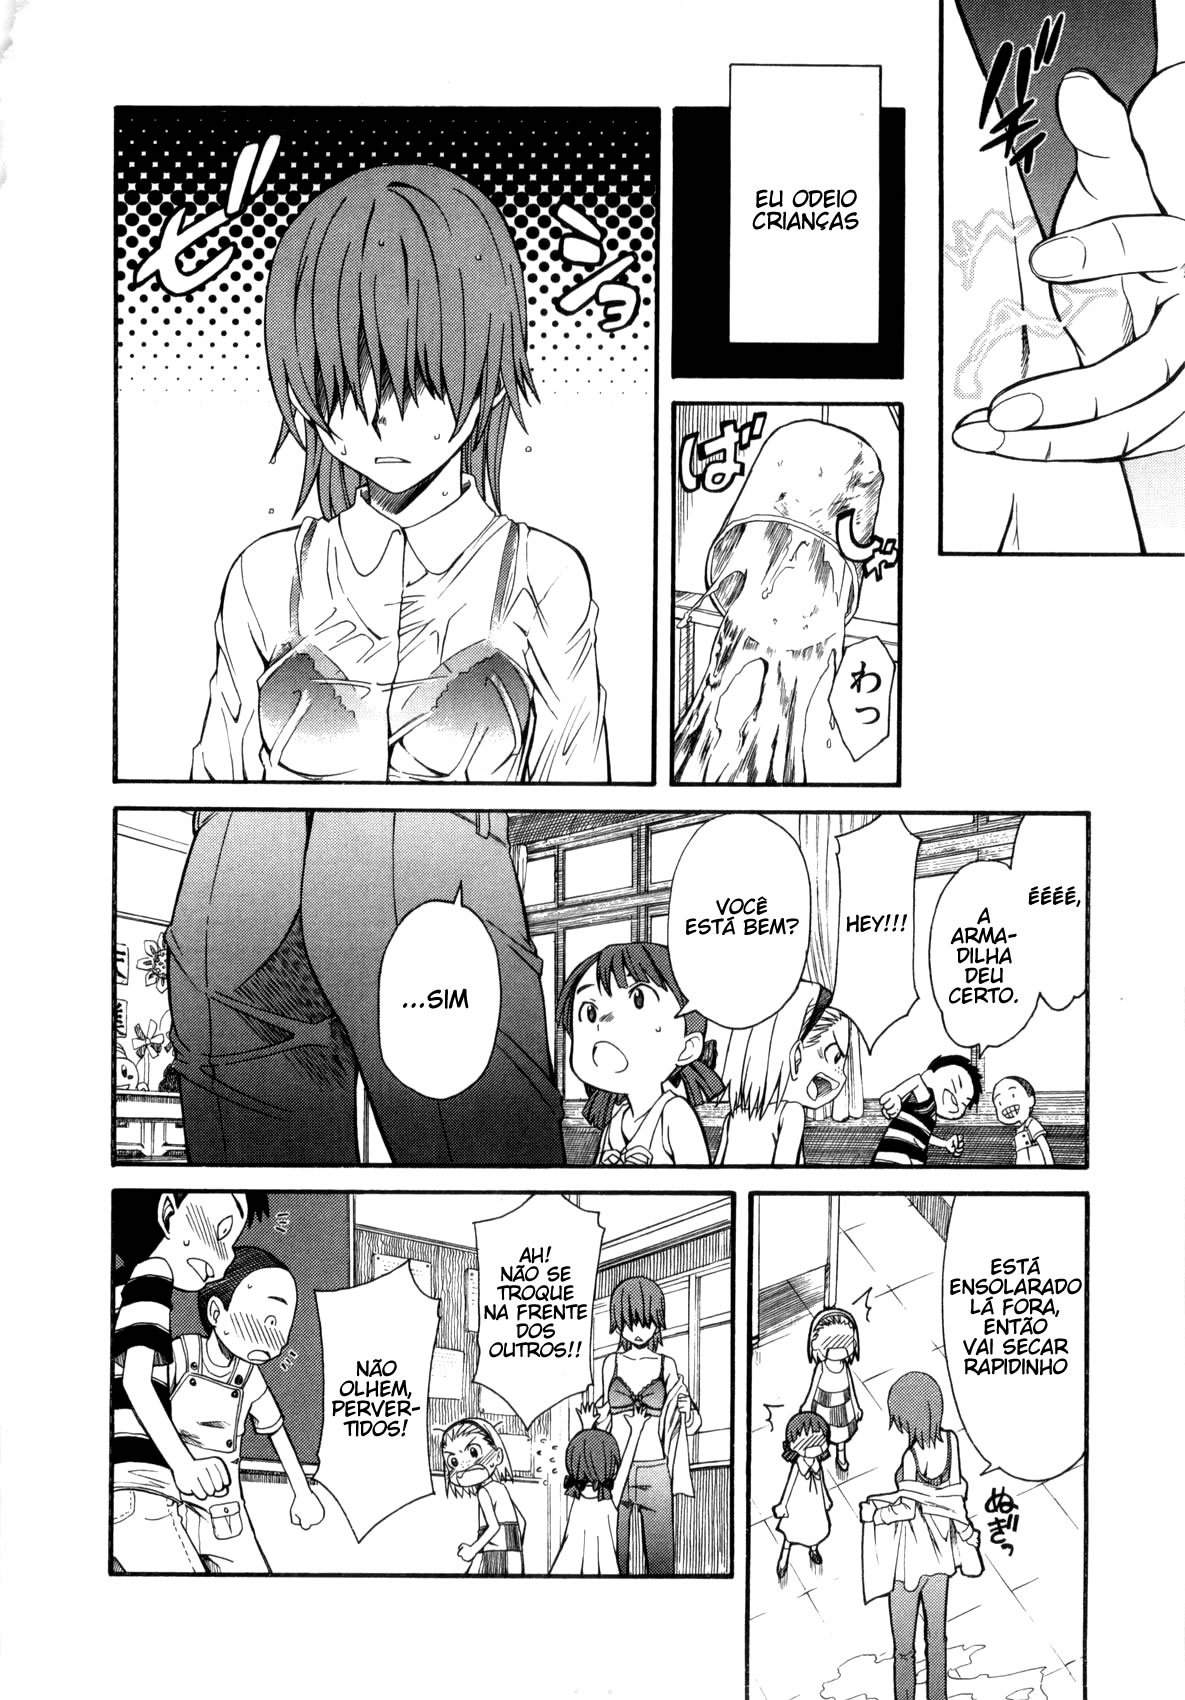 ギギィ
EU ODEIO
CRIANÇAS
ばしゃ
わっ
ビショ
ÉÉÉÉ,
A
ARMA-
DILHA
DEU
CERTO.
HEY!!!
VOCÊ
ESTÁ BEM?
...SIM
ESTÁ
ENSOLARADO
LÁ FORA,
ENTÃO
VAI SECAR
RAPIDINHO
ぬぎっ
AH!
NÃO SE
TROQUE
NA FRENTE
DOS
OUTROS!!
NÃO
OLHEM,
PERVER-
TIDOS!